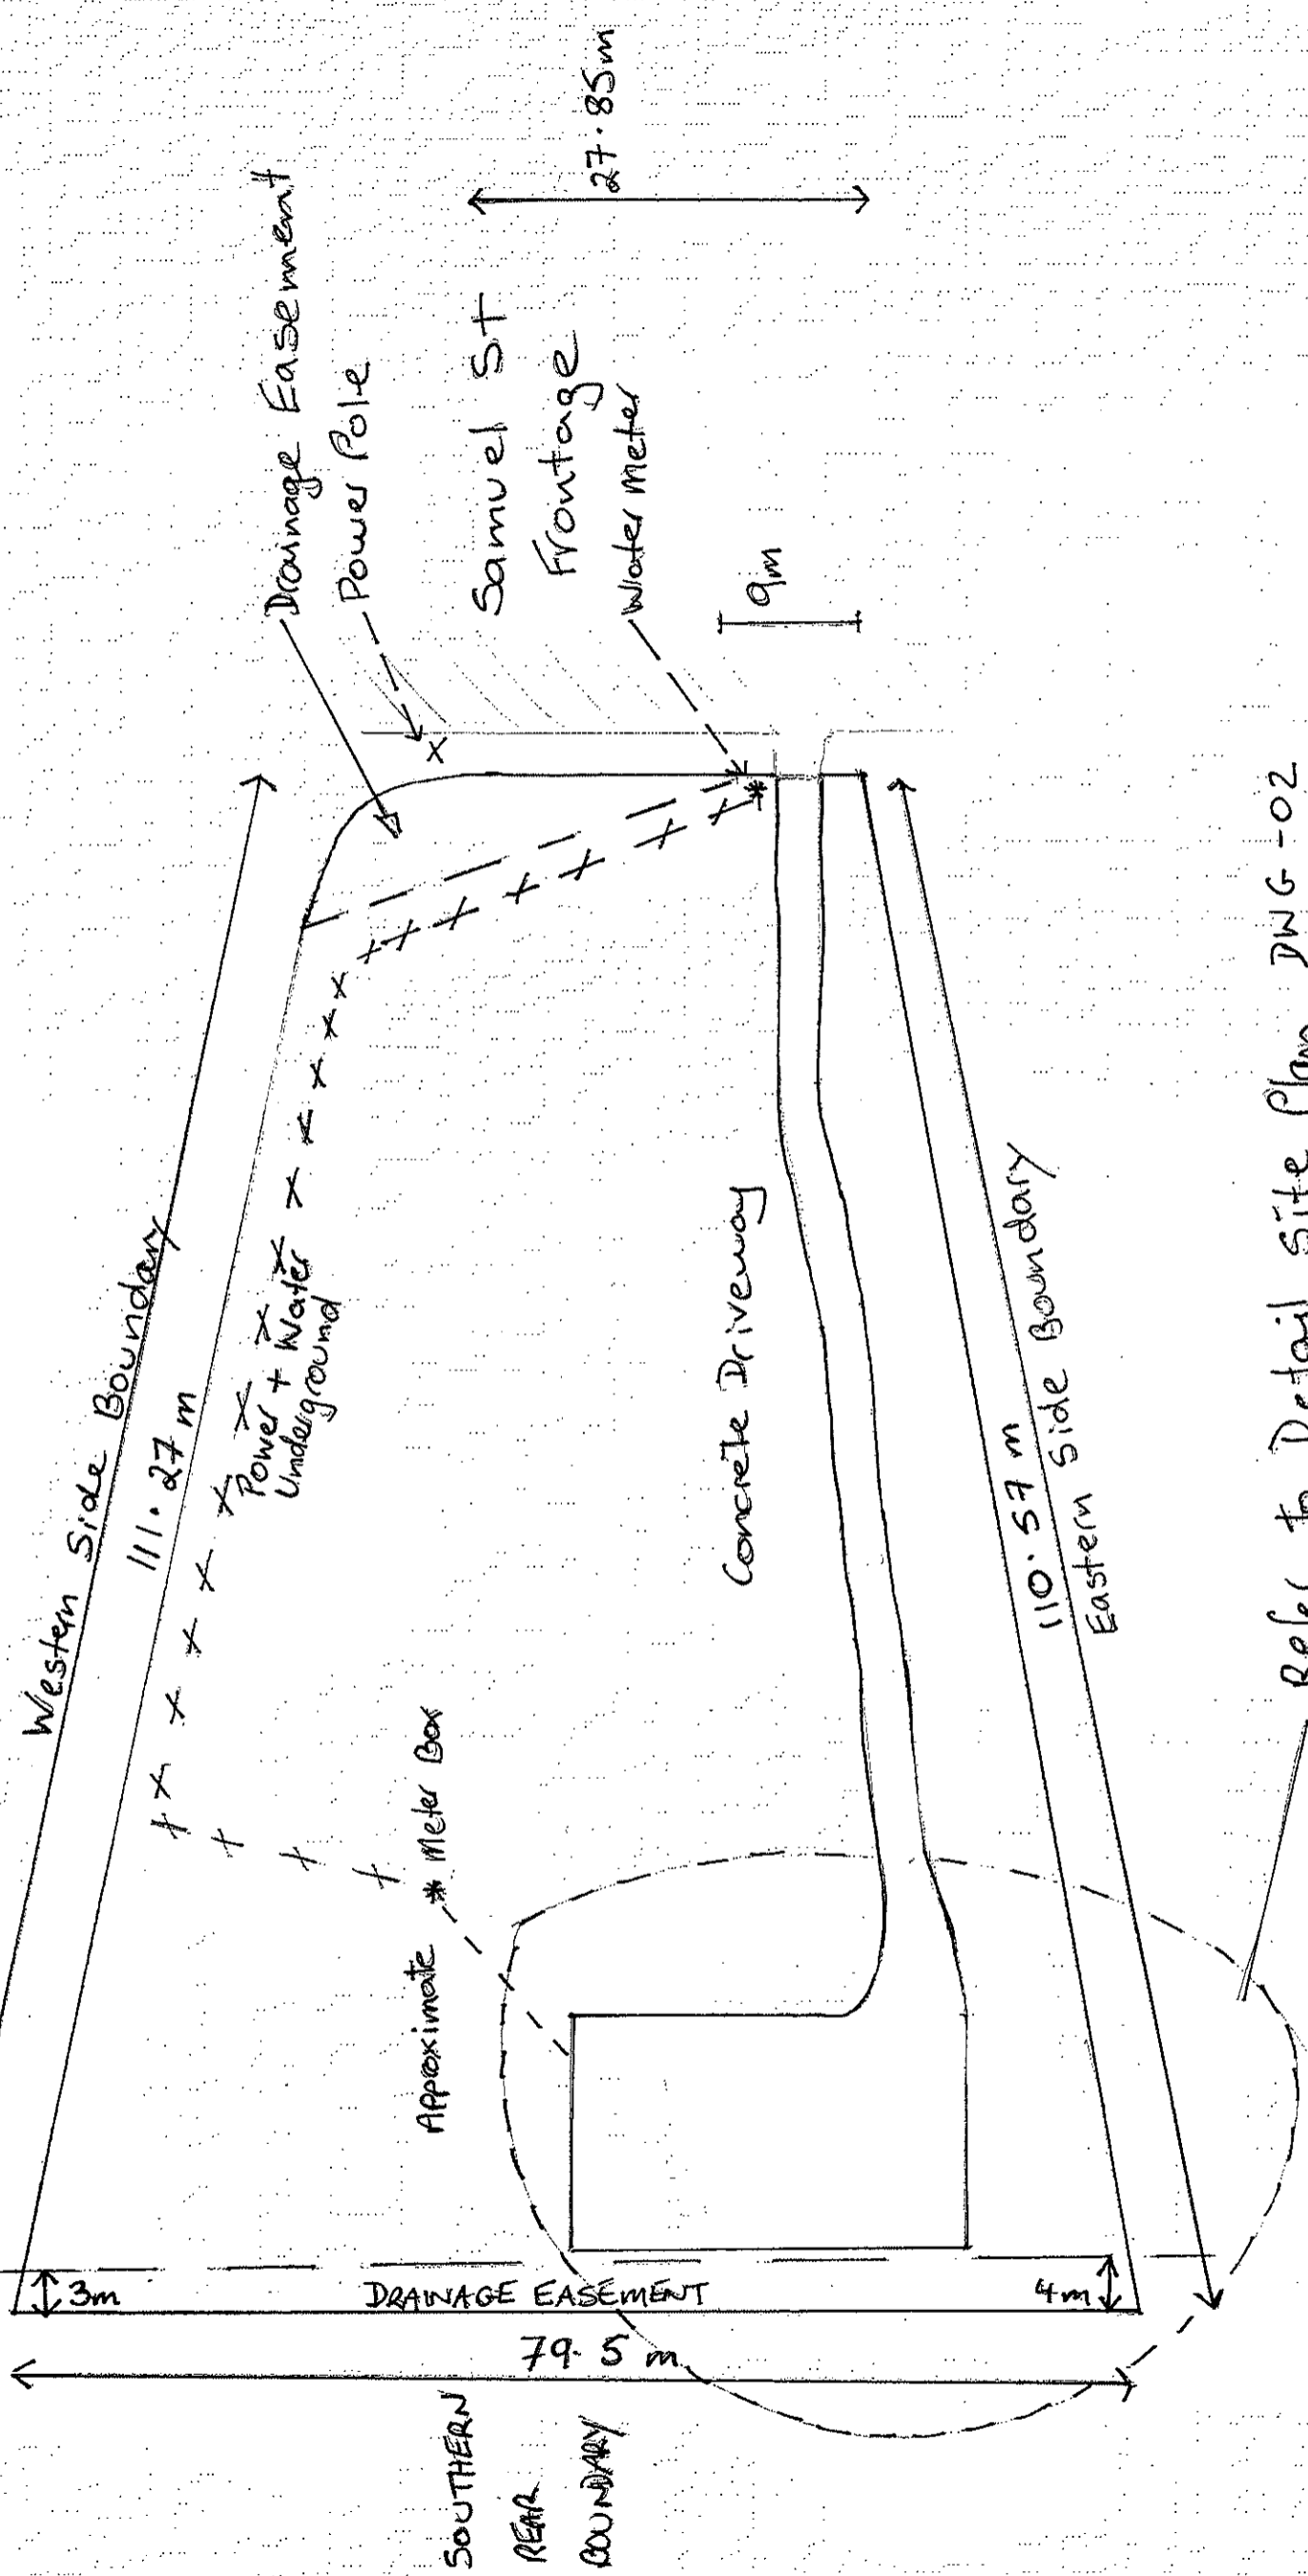 Western Side Boundary
111.27 m
Power + Water
Underground
Drainage Easement
Power Pole
Samuel St
Frontage
Water meter
27.85m
9m
Concrete Driveway
Approximate
* Meter Box
110.57 m
Eastern Side Boundary
Refer to Detail Site Plan DWG-02
3m
DRAINAGE EASEMENT
4m
79.5 m
SOUTHERN
REAR
BOUNDARY